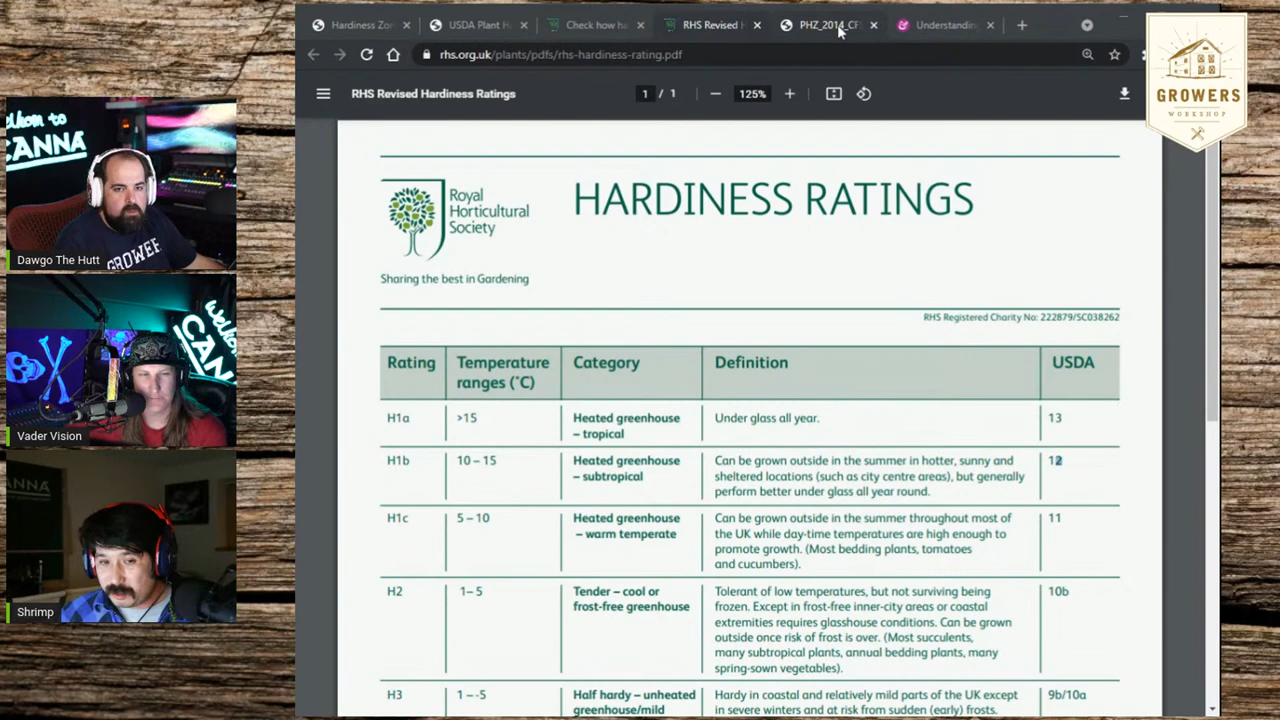 Hardiness Zo
USDA Plant H
Check how ha
RHS Revised H
PHZ_2014_CF
Understandin
rhs.org.uk/plants/pdfs/rhs-hardiness-rating.pdf
RHS Revised Hardiness Ratings
1 / 1
125%
GROWERS
WORKSHOP
CANNA
GROWER
Dawgo The Hutt
welkom
CAN
Vader Vision
ANNA
Shrimp
Royal
Horticultural
Society
Sharing the best in Gardening
HARDINESS RATINGS
RHS Registered Charity No: 222879/SC038262
Rating
Temperature
ranges (˚C)
Category
Definition
USDA
H1a
>15
Heated greenhouse
– tropical
Under glass all year.
13
H1b
10 – 15
Heated greenhouse
– subtropical
Can be grown outside in the summer in hotter, sunny and
sheltered locations (such as city centre areas), but generally
perform better under glass all year round.
12
H1c
5 – 10
Heated greenhouse
– warm temperate
Can be grown outside in the summer throughout most of
the UK while day-time temperatures are high enough to
promote growth. (Most bedding plants, tomatoes
and cucumbers).
11
H2
1– 5
Tender – cool or
frost-free greenhouse
Tolerant of low temperatures, but not surviving being
frozen. Except in frost-free inner-city areas or coastal
extremities requires glasshouse conditions. Can be grown
outside once risk of frost is over. (Most succulents,
many subtropical plants, annual bedding plants, many
spring-sown vegetables).
10b
H3
1 – -5
Half hardy – unheated
greenhouse/mild
Hardy in coastal and relatively mild parts of the UK except
in severe winters and at risk from sudden (early) frosts.
9b/10a